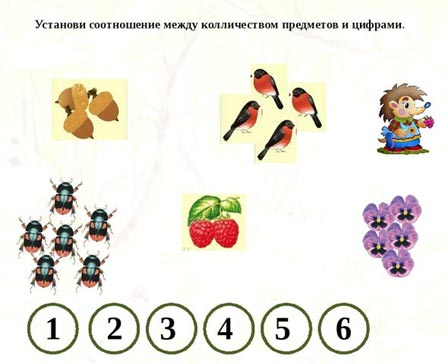 Установи соотношение между колличеством предметов и цифрами.
1 2 3 4 5 6